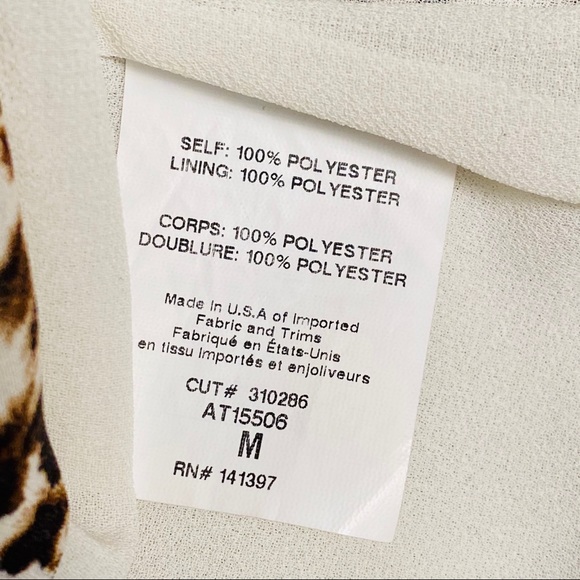 SELF: 100% POLYESTER
LINING: 100% POLYESTER
CORPS: 100% POLYESTER
DOUBLURE: 100% POLYESTER
Made In U.S.A of Imported
Fabric and Trims
Fabriqué en États-Unis
en tissu Importés et enjoliveurs
CUT# 310286
AT15506
M
RN# 141397